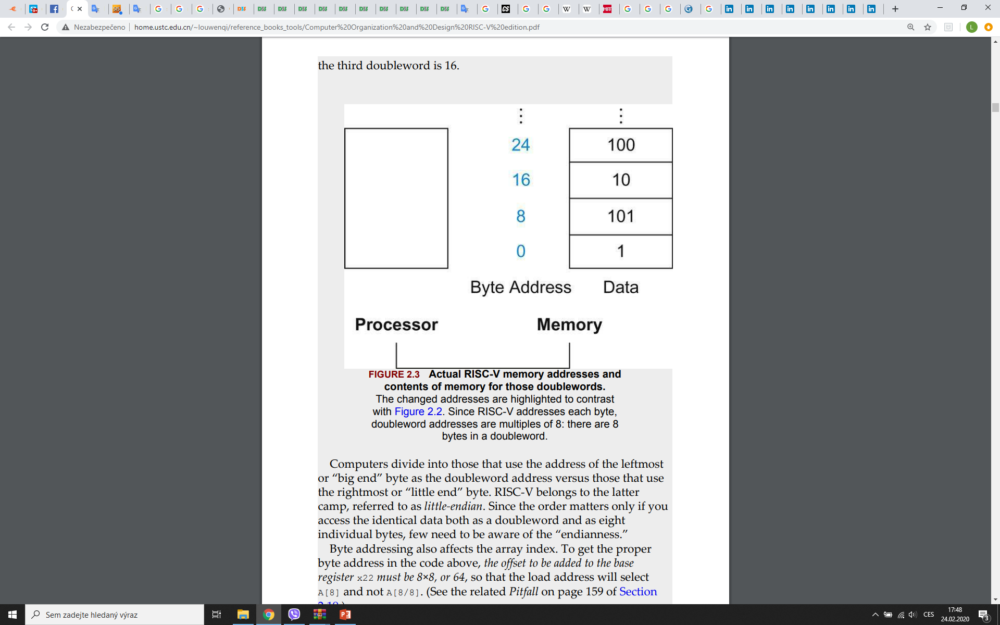 Nezabezpečeno
home.ustc.edu.cn/~louwenqi/reference_books_tools/Computer%20Organization%20and%20Design%20RISC-V%20edition.pdf
L
the third doubleword is 16.
24 100
16 10
8 101
0 1
Byte Address Data
Processor Memory
FIGURE 2.3 Actual RISC-V memory addresses and
contents of memory for those doublewords.
The changed addresses are highlighted to contrast
with Figure 2.2. Since RISC-V addresses each byte,
doubleword addresses are multiples of 8: there are 8
bytes in a doubleword.
Computers divide into those that use the address of the leftmost
or “big end” byte as the doubleword address versus those that use
the rightmost or “little end” byte. RISC-V belongs to the latter
camp, referred to as little-endian. Since the order matters only if you
access the identical data both as a doubleword and as eight
individual bytes, few need to be aware of the “endianness.”
Byte addressing also affects the array index. To get the proper
byte address in the code above, the offset to be added to the base
register x22 must be 8×8, or 64, so that the load address will select
A[8] and not A[8/8]. (See the related Pitfall on page 159 of Section
Sem zadejte hledaný výraz
CES
17:48
24.02.2020
3